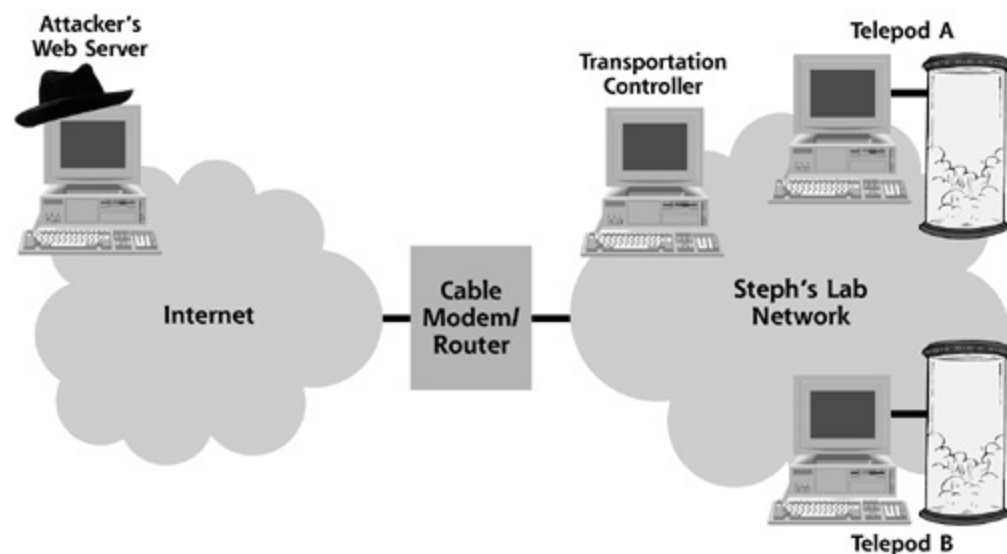 Attacker's
Web Server
Internet
Cable
Modem/
Router
Transportation
Controller
Telepod A
Steph's Lab
Network
Telepod B